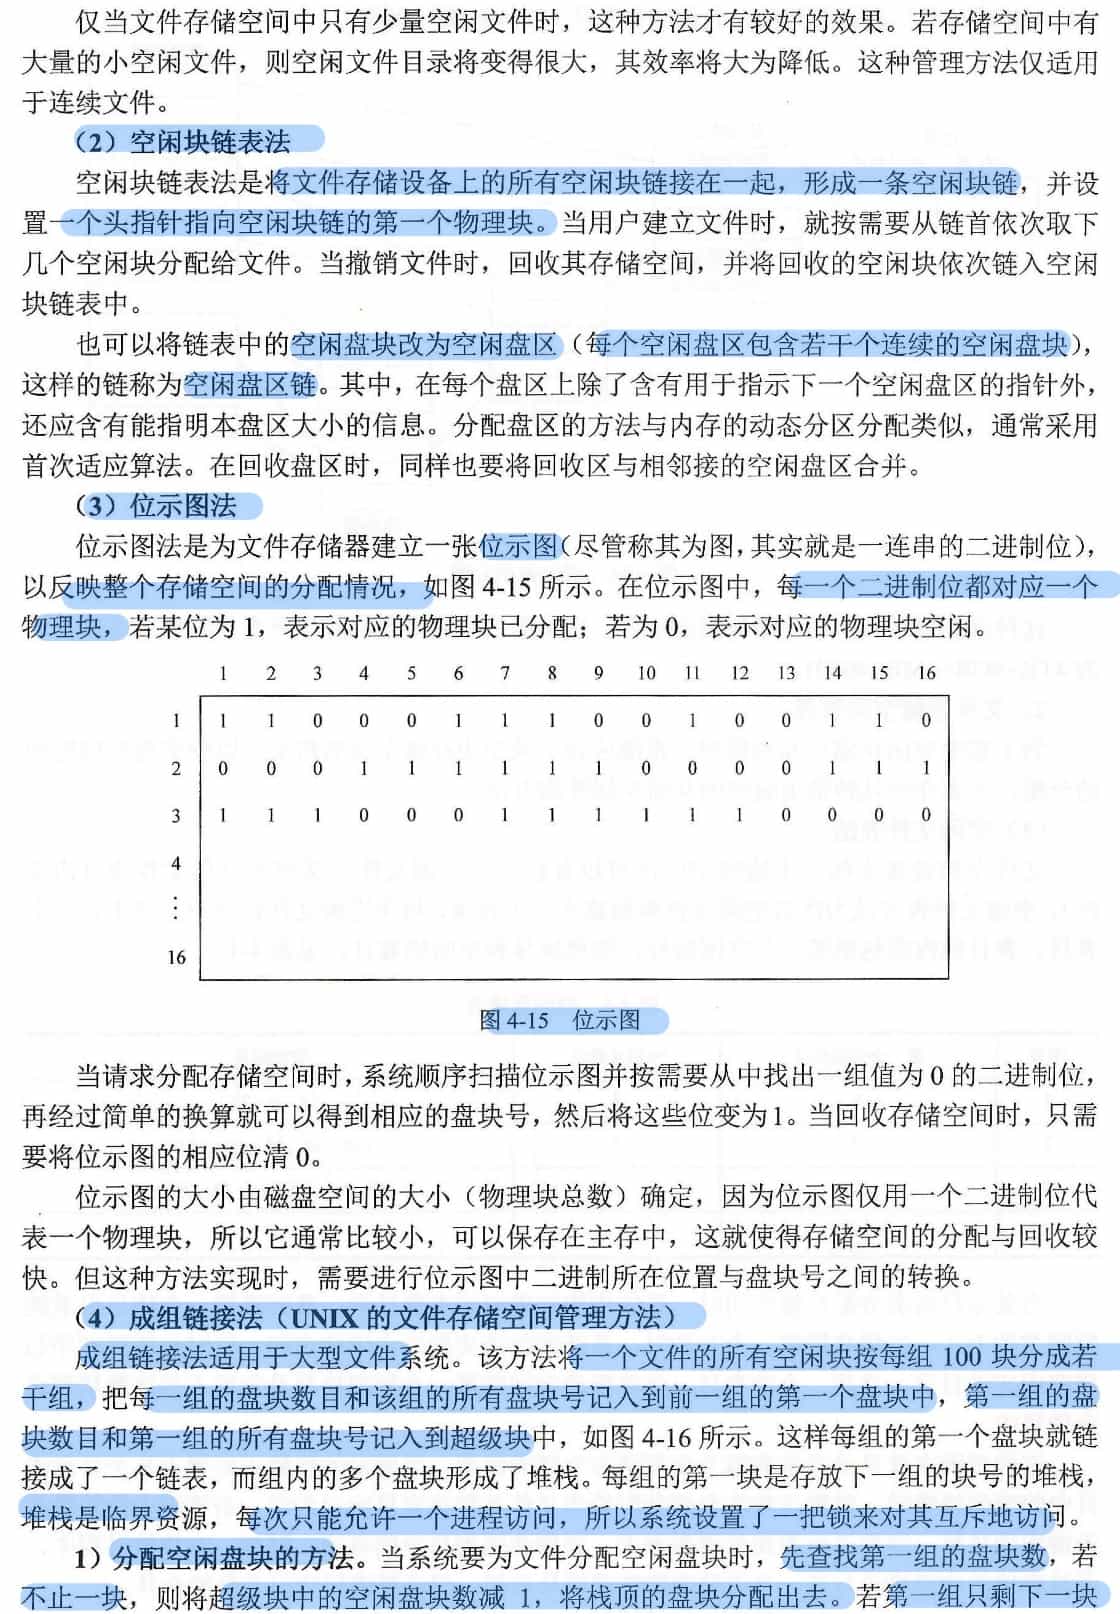 仅当文件存储空间中只有少量空闲文件时，这种方法才有较好的效果。若存储空间中有
大量的小空闲文件，则空闲文件目录将变得很大，其效率将大为降低。这种管理方法仅适用
于连续文件。
（2）空闲块链表法
空闲块链表法是将文件存储设备上的所有空闲块链接在一起，形成一条空闲块链，并设
置一个头指针指向空闲块链的第一个物理块。当用户建立文件时，就按需要从链首依次取下
几个空闲块分配给文件。当撤销文件时，回收其存储空间，并将回收的空闲块依次链入空闲
块链表中。
也可以将链表中的空闲盘块改为空闲盘区（每个空闲盘区包含若干个连续的空闲盘块），
这样的链称为空闲盘区链。其中，在每个盘区上除了含有用于指示下一个空闲盘区的指针外，
还应含有能指明本盘区大小的信息。分配盘区的方法与内存的动态分区分配类似，通常采用
首次适应算法。在回收盘区时，同样也要将回收区与相邻接的空闲盘区合并。
（3）位示图法
位示图法是为文件存储器建立一张位示图（尽管称其为图，其实就是一连串的二进制位），
以反映整个存储空间的分配情况，如图 4-15 所示。在位示图中，每一个二进制位都对应一个
物理块，若某位为 1，表示对应的物理块已分配；若为 0，表示对应的物理块空闲。
1 2 3 4 5 6 7 8 9 10 11 12 13 14 15 16
1 1 1 0 0 0 1 1 1 0 0 1 0 0 1 1 0
2 0 0 0 1 1 1 1 1 1 0 0 0 0 1 1 1
3 1 1 1 0 0 0 1 1 1 1 1 1 0 0 0 0
4
⋮
16
图 4-15 位示图
当请求分配存储空间时，系统顺序扫描位示图并按需要从中找出一组值为 0 的二进制位，
再经过简单的换算就可以得到相应的盘块号，然后将这些位变为 1。当回收存储空间时，只需
要将位示图的相应位清 0。
位示图的大小由磁盘空间的大小（物理块总数）确定，因为位示图仅用一个二进制位代
表一个物理块，所以它通常比较小，可以保存在主存中，这就使得存储空间的分配与回收较
快。但这种方法实现时，需要进行位示图中二进制所在位置与盘块号之间的转换。
（4）成组链接法（UNIX 的文件存储空间管理方法）
成组链接法适用于大型文件系统。该方法将一个文件的所有空闲块按每组 100 块分成若
干组，把每一组的盘块数目和该组的所有盘块号记入到前一组的第一个盘块中，第一组的盘
块数目和第一组的所有盘块号记入到超级块中，如图 4-16 所示。这样每组的第一个盘块就链
接成了一个链表，而组内的多个盘块形成了堆栈。每组的第一块是存放下一组的块号的堆栈，
堆栈是临界资源，每次只能允许一个进程访问，所以系统设置了一把锁来对其互斥地访问。
1）分配空闲盘块的方法。当系统要为文件分配空闲盘块时，先查找第一组的盘块数，若
不止一块，则将超级块中的空闲盘块数减 1，将栈顶的盘块分配出去。若第一组只剩下一块